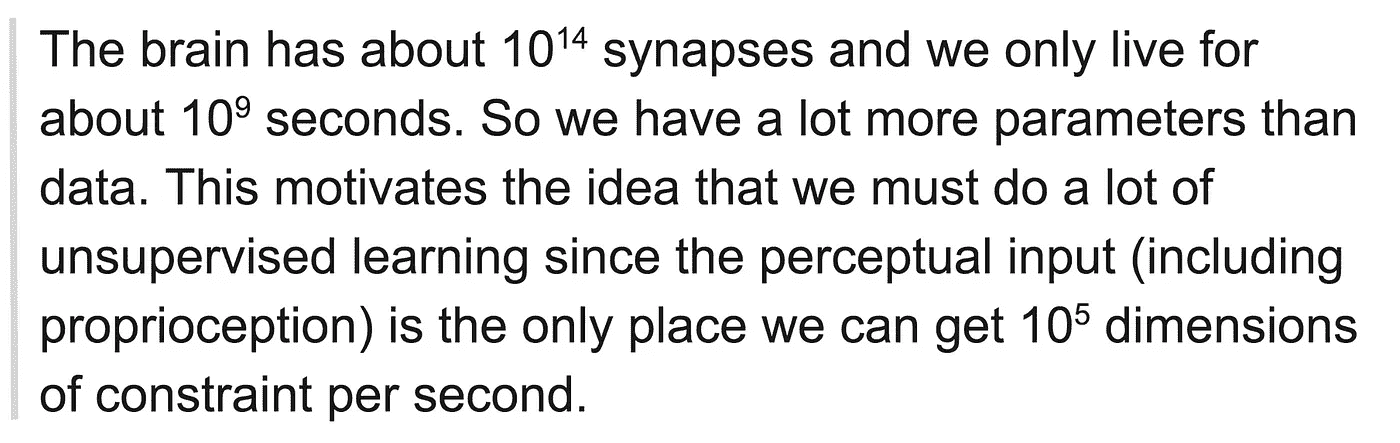 The brain has about 10¹⁴ synapses and we only live for
about 10⁹ seconds. So we have a lot more parameters than
data. This motivates the idea that we must do a lot of
unsupervised learning since the perceptual input (including
proprioception) is the only place we can get 10⁵ dimensions
of constraint per second.